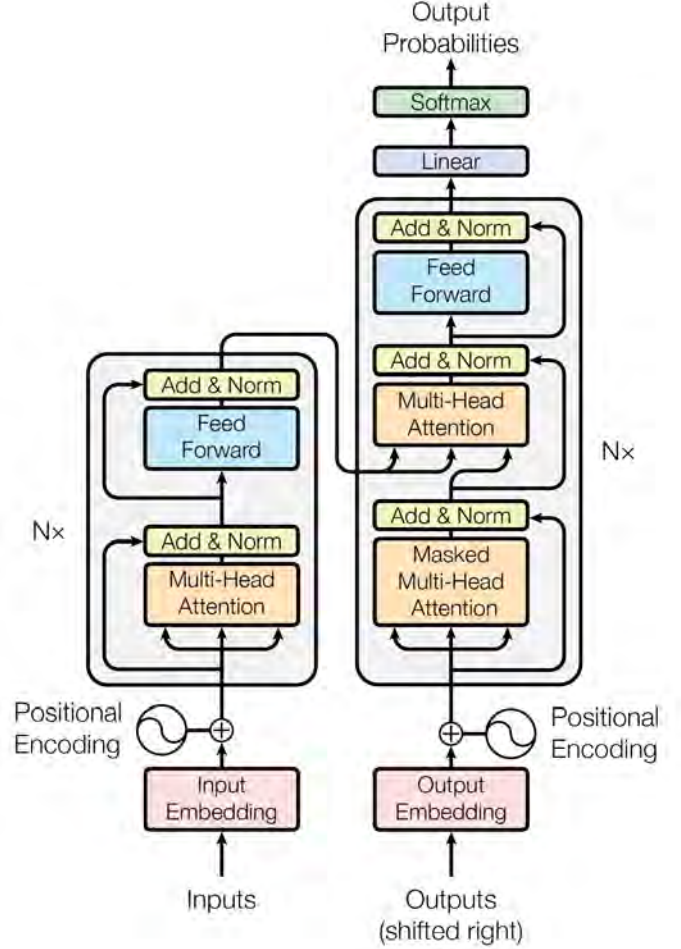 Output
Probabilities
Softmax
Linear
Add & Norm
Feed
Forward
Add & Norm
Multi-Head
Attention
Add & Norm
Masked
Multi-Head
Attention
Nx
Add & Norm
Feed
Forward
Add & Norm
Multi-Head
Attention
Nx
Positional
Encoding
Positional
Encoding
Input
Embedding
Output
Embedding
Inputs
Outputs
(shifted right)